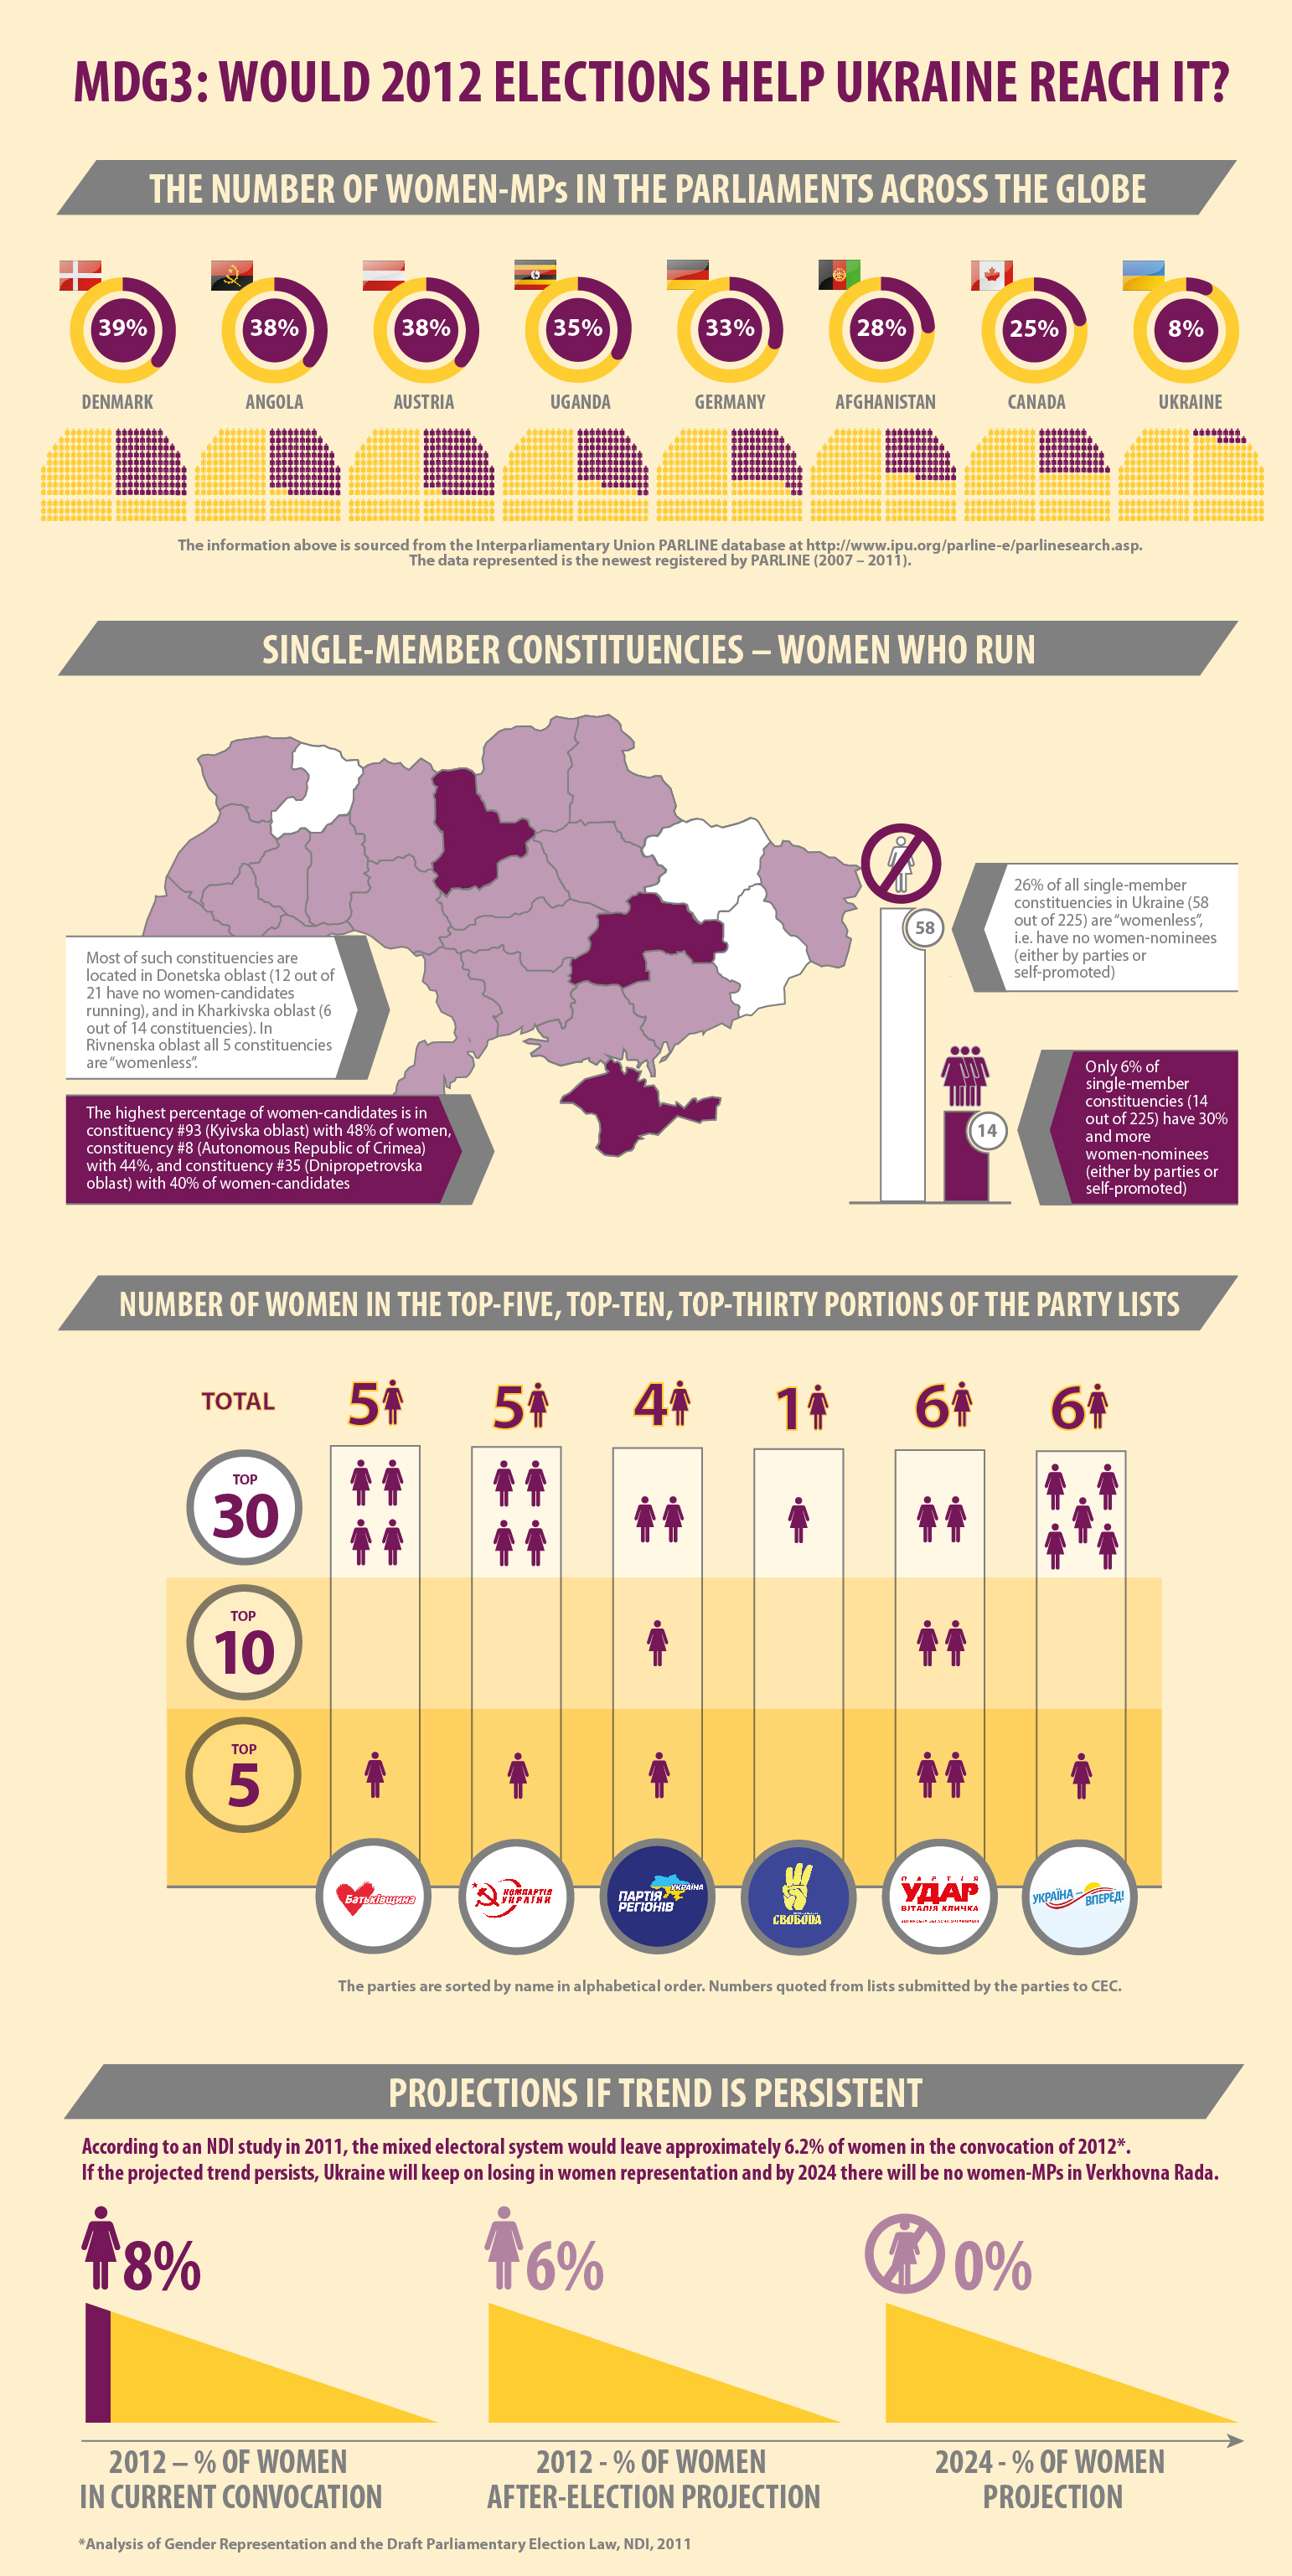 MDG3: WOULD 2012 ELECTIONS HELP UKRAINE REACH IT?
THE NUMBER OF WOMEN-MPs IN THE PARLIAMENTS ACROSS THE GLOBE
39%
38%
38%
35%
33%
28%
25%
8%
DENMARK
ANGOLA
AUSTRIA
UGANDA
GERMANY
AFGHANISTAN
CANADA
UKRAINE
The information above is sourced from the Interparliamentary Union PARLINE database at http://www.ipu.org/parline-e/parlinesearch.asp.
The data represented is the newest registered by PARLINE (2007 – 2011).
SINGLE-MEMBER CONSTITUENCIES – WOMEN WHO RUN
58
26% of all single-member
constituencies in Ukraine (58
out of 225) are “womenless”,
i.e. have no women-nominees
(either by parties or
self-promoted)
Most of such constituencies are
located in Donetska oblast (12 out of
21 have no women-candidates
running), and in Kharkivska oblast (6
out of 14 constituencies). In
Rivnenska oblast all 5 constituencies
are “womenless”.
14
Only 6% of
single-member
constituencies (14
out of 225) have 30%
and more
women-nominees
(either by parties or
self-promoted)
The highest percentage of women-candidates is in
constituency #93 (Kyivska oblast) with 48% of women,
constituency #8 (Autonomous Republic of Crimea)
with 44%, and constituency #35 (Dnipropetrovska
oblast) with 40% of women-candidates
NUMBER OF WOMEN IN THE TOP-FIVE, TOP-TEN, TOP-THIRTY PORTIONS OF THE PARTY LISTS
TOTAL
5
5
4
1
6
6
TOP
30
TOP
10
TOP
5
Батьківщина
КОМПАРТІЯ
УКРАЇНИ
УКРАЇНА
ПАРТІЯ
РЕГІОНІВ
СВОБОДА
ПАРТІЯ
УДАР
ВІТАЛІЯ КЛИЧКА
УКРАЇНА –
ВПЕРЕД!
The parties are sorted by name in alphabetical order. Numbers quoted from lists submitted by the parties to CEC.
PROJECTIONS IF TREND IS PERSISTENT
According to an NDI study in 2011, the mixed electoral system would leave approximately 6.2% of women in the convocation of 2012*.
If the projected trend persists, Ukraine will keep on losing in women representation and by 2024 there will be no women-MPs in Verkhovna Rada.
8%
6%
0%
2012 – % OF WOMEN
IN CURRENT CONVOCATION
2012 - % OF WOMEN
AFTER-ELECTION PROJECTION
2024 - % OF WOMEN
PROJECTION
*Analysis of Gender Representation and the Draft Parliamentary Election Law, NDI, 2011